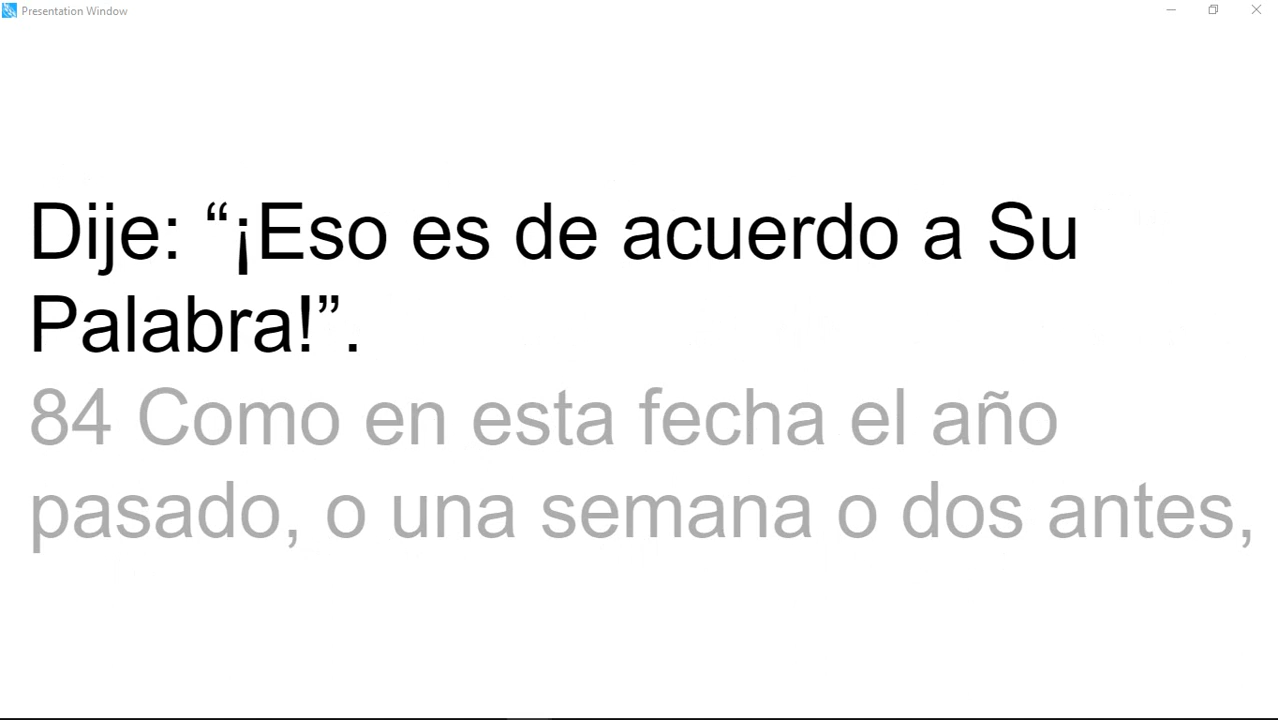 Presentation Window
Dije: “¡Eso es de acuerdo a Su
Palabra!”.
84 Como en esta fecha el año
pasado, o una semana o dos antes,